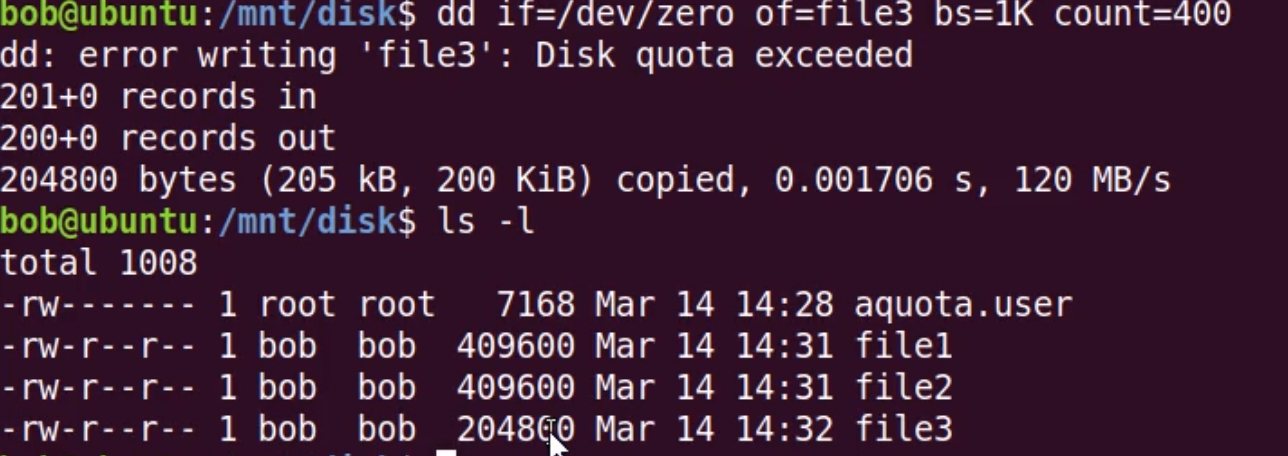 bob@ubuntu:/mnt/disk$ dd if=/dev/zero of=file3 bs=1K count=400
dd: error writing 'file3': Disk quota exceeded
201+0 records in
200+0 records out
204800 bytes (205 kB, 200 KiB) copied, 0.001706 s, 120 MB/s
bob@ubuntu:/mnt/disk$ ls -l
total 1008
-rw------- 1 root root   7168 Mar 14 14:28 aquota.user
-rw-r--r-- 1 bob  bob  409600 Mar 14 14:31 file1
-rw-r--r-- 1 bob  bob  409600 Mar 14 14:31 file2
-rw-r--r-- 1 bob  bob  204800 Mar 14 14:32 file3